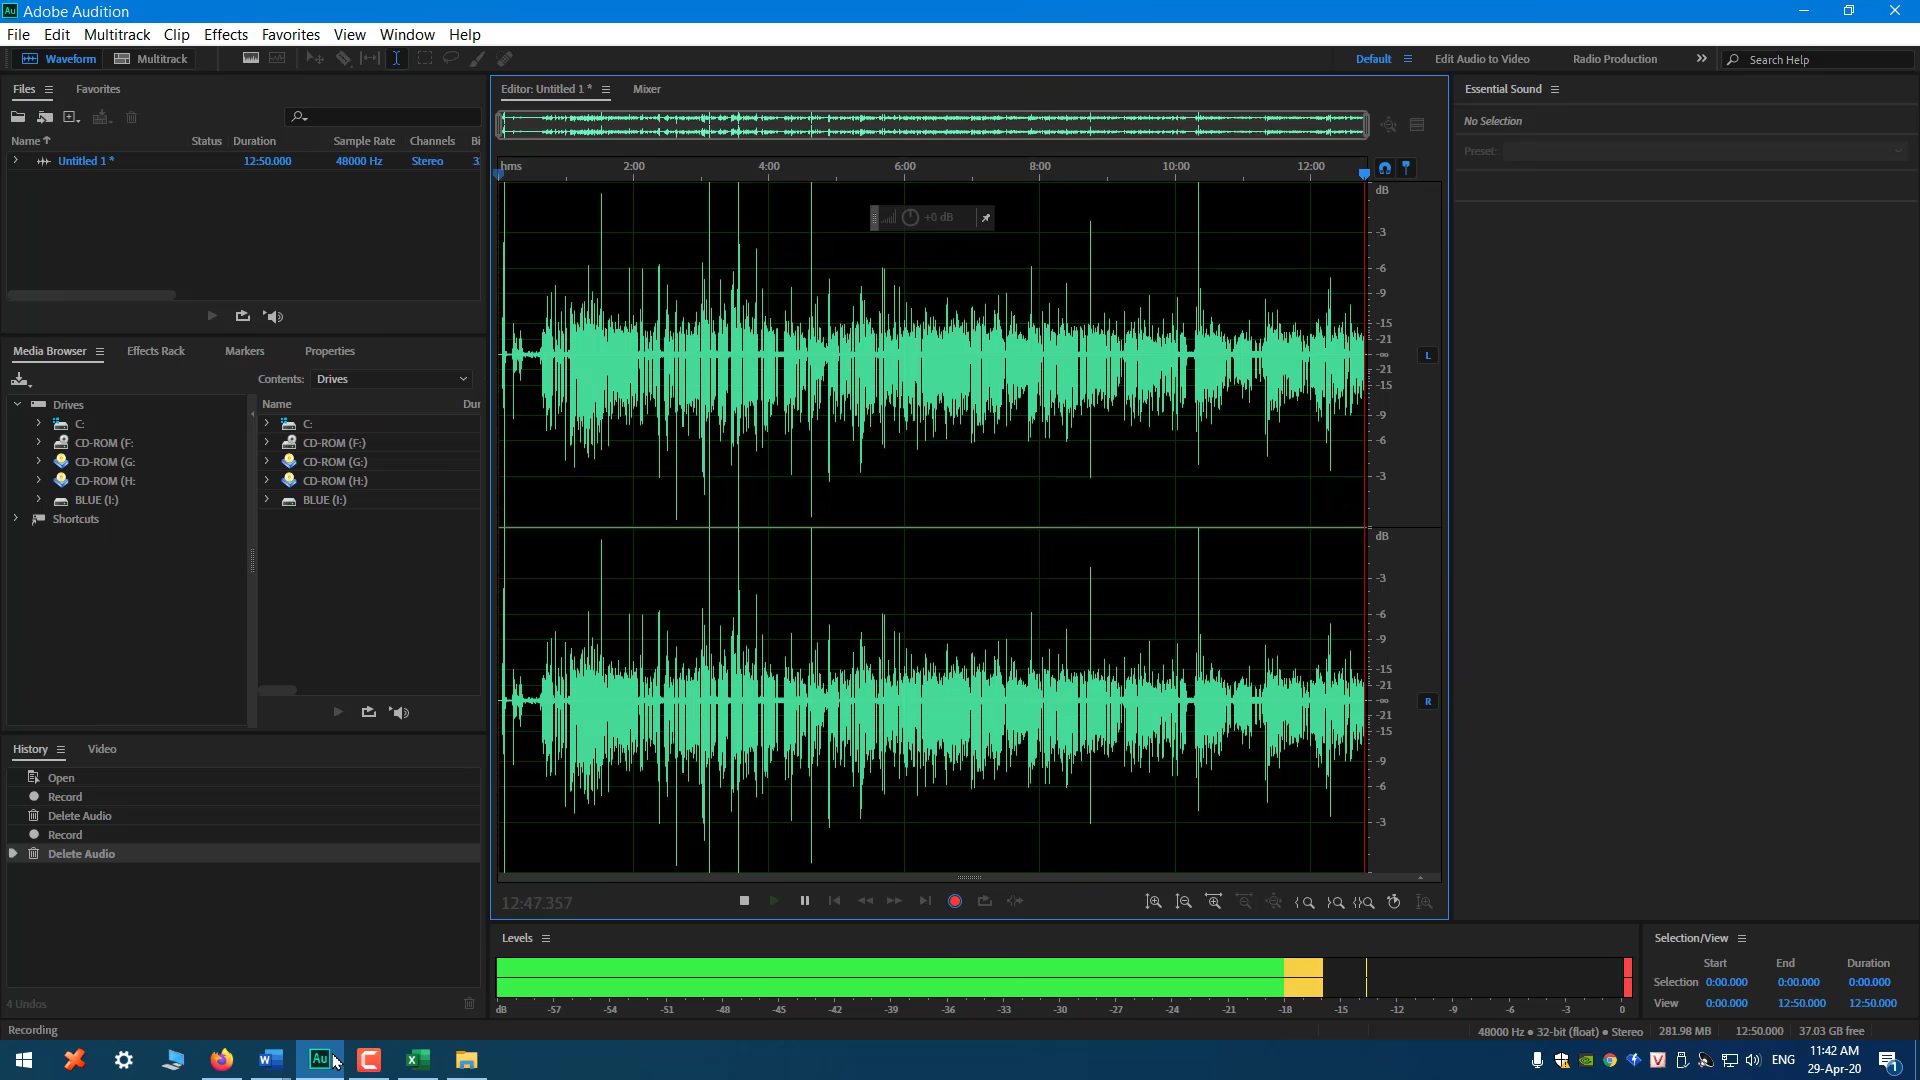 Au Adobe Audition
File Edit Multitrack Clip Effects Favorites View Window Help
Waveform Multitrack Default Edit Audio to Video Radio Production Search Help
Files Favorites
Name Status Duration Sample Rate Channels Bi
Untitled 1 * 12:50.000 48000 Hz Stereo 3
Media Browser Effects Rack Markers Properties
Contents: Drives
Drives
C:
CD-ROM (F:
CD-ROM (G:
CD-ROM (H:
BLUE (I:)
Shortcuts
Name Dur
C:
CD-ROM (F:)
CD-ROM (G:)
CD-ROM (H:)
BLUE (I:)
History Video
Open
Record
Delete Audio
Record
Delete Audio
4 Undos
Recording
Editor: Untitled 1 * Mixer
hms 2:00 4:00 6:00 8:00 10:00 12:00
+0 dB
dB
-3
-6
-9
-15
-21
-∞
-21
-15
-9
-6
-3
L
dB
-3
-6
-9
-15
-21
-∞
-21
-15
-9
-6
-3
R
12:47.357
Levels
dB -57 -54 -51 -48 -45 -42 -39 -36 -33 -30 -27 -24 -21 -18 -15 -12 -9 -6 -3 0
Essential Sound
No Selection
Preset:
Selection/View
Start End Duration
Selection 0:00.000 0:00.000 0:00.000
View 0:00.000 12:50.000 12:50.000
48000 Hz • 32-bit (float) • Stereo 281.98 MB 12:50.000 37.03 GB free
W Au C X
ENG
11:42 AM
29-Apr-20
1